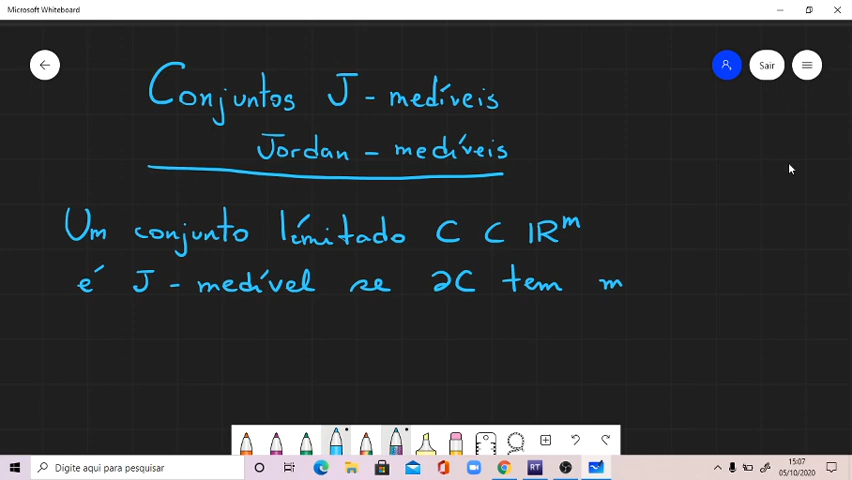 Microsoft Whiteboard
Sair
Conjuntos J - medíveis
Jordan - medíveis
Um conjunto limitado C ⊂ ℝᵐ
é J - medível se ∂C tem m
Digite aqui para pesquisar
RT
15:07
05/10/2020